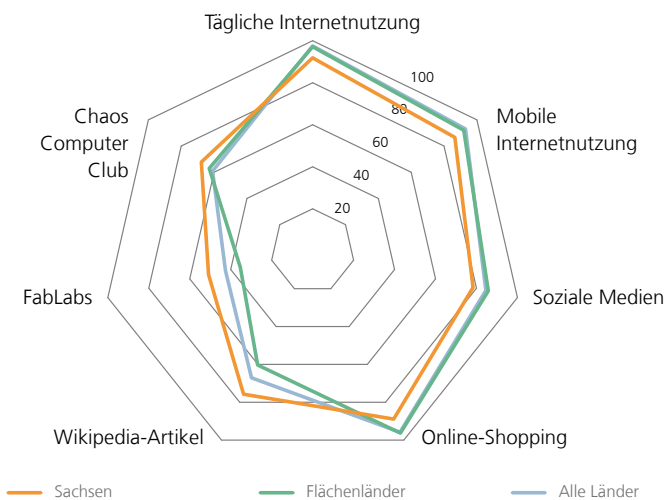 Tägliche Internetnutzung
100
80
60
40
20
Mobile
Internetnutzung
Chaos
Computer
Club
FabLabs
Soziale Medien
Wikipedia-Artikel
Online-Shopping
Sachsen
Flächenländer
Alle Länder